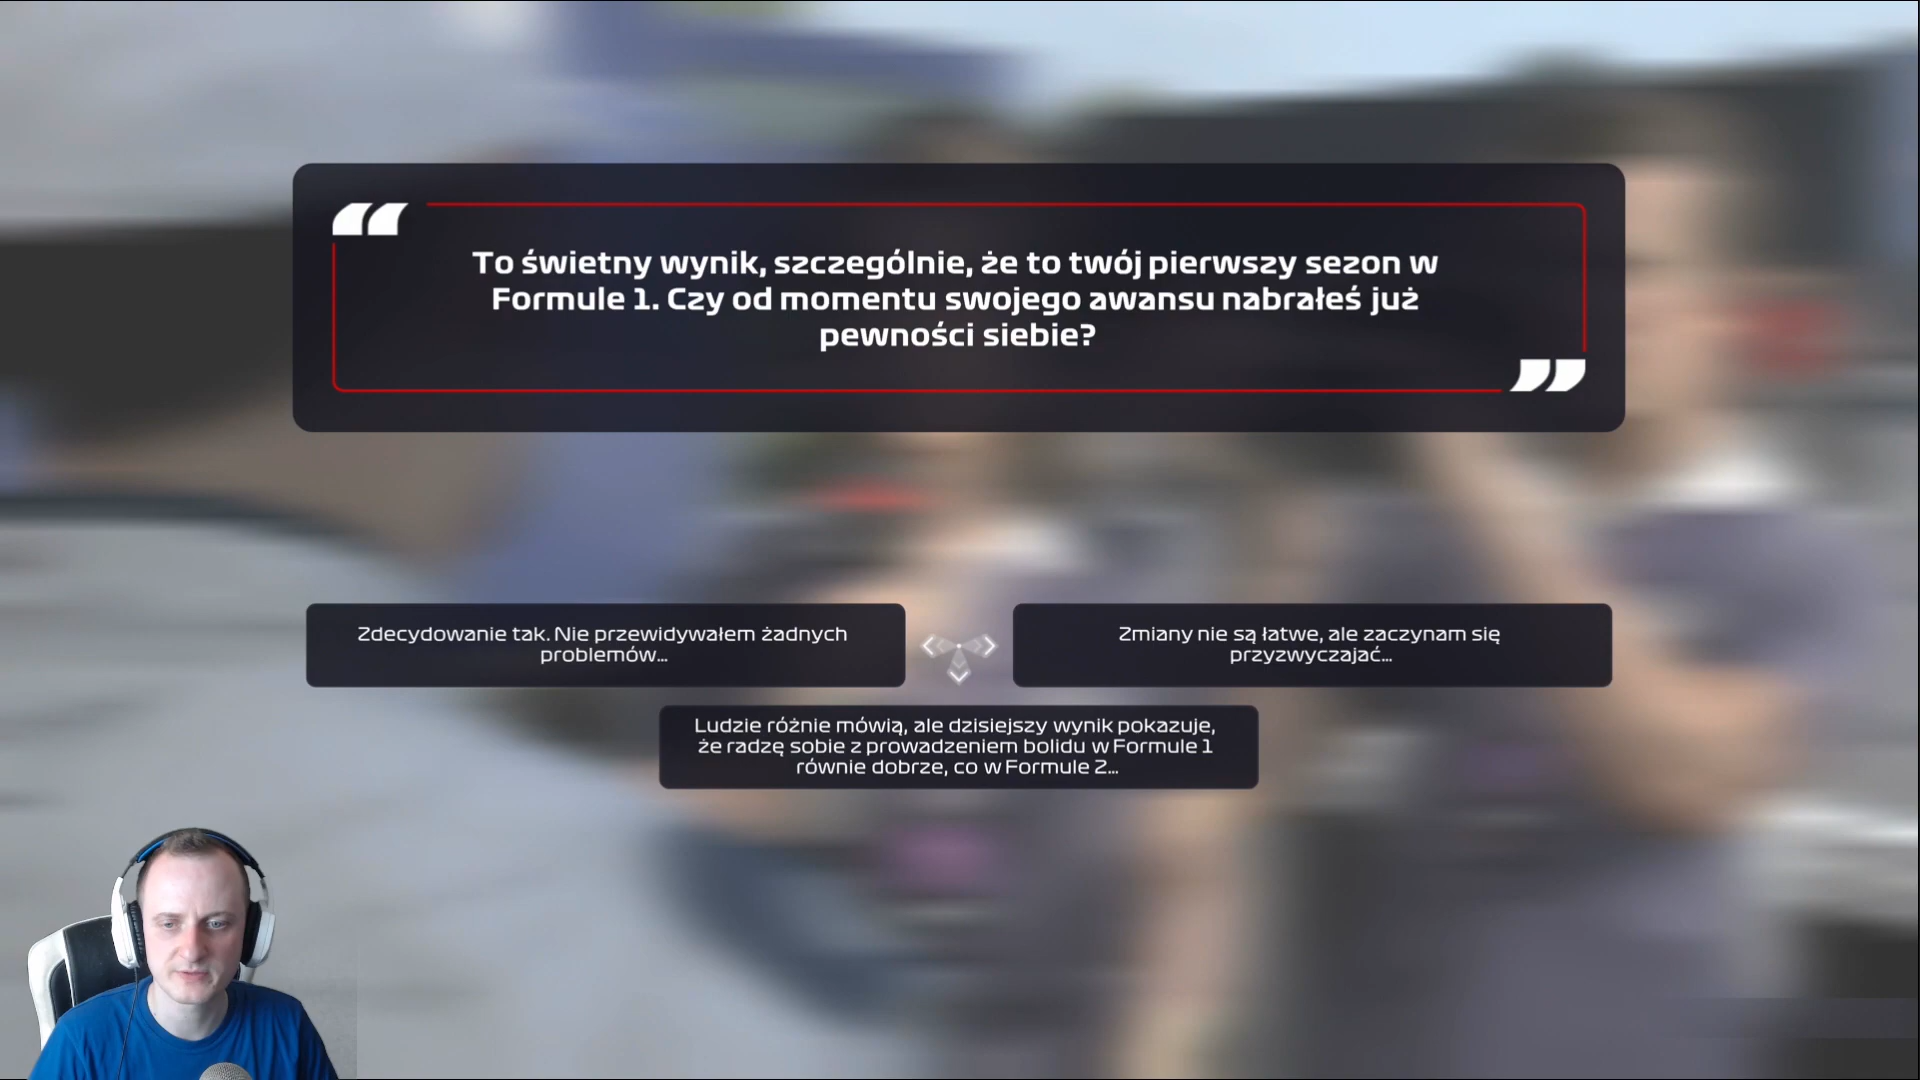 To świetny wynik, szczególnie, że to twój pierwszy sezon w
Formule 1. Czy od momentu swojego awansu nabrałeś już
pewności siebie?
Zdecydowanie tak. Nie przewidywałem żadnych
problemów...
Zmiany nie są łatwe, ale zaczynam się
przyzwyczajać...
Ludzie różnie mówią, ale dzisiejszy wynik pokazuje,
że radzę sobie z prowadzeniem bolidu w Formule 1
równie dobrze, co w Formule 2...